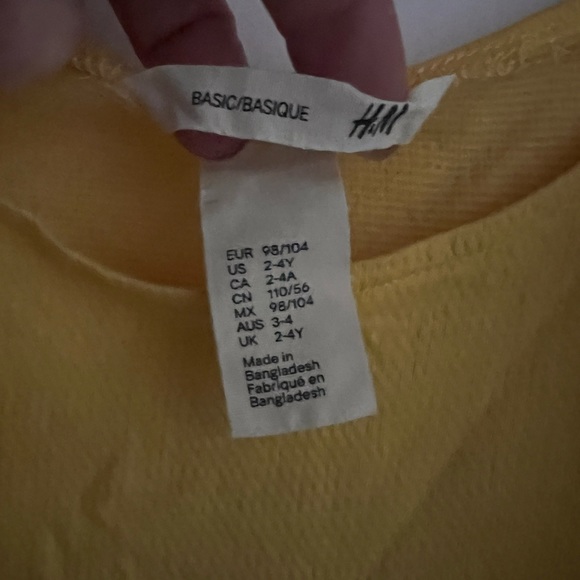 BASIC/BASIQUE H&M
EUR 98/104
US 2-4Y
CA 2-4A
CN 110/56
MX 98/104
AUS 3-4
UK 2-4Y
Made in
Bangladesh
Fabriqué en
Bangladesh